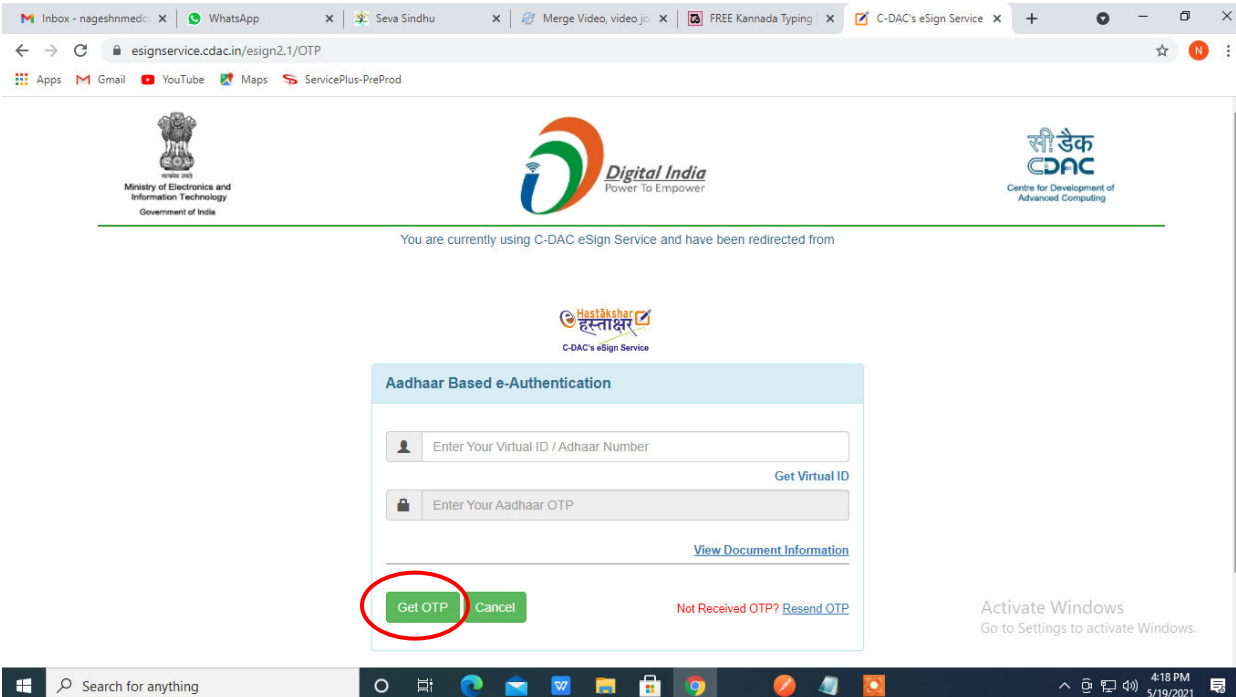 Inbox - nageshnmedc
WhatsApp
Seva Sindhu
Merge Video, video jo
FREE Kannada Typing
C-DAC's eSign Service
esignservice.cdac.in/esign2.1/OTP
N
Apps
Gmail
YouTube
Maps
ServicePlus-PreProd
सत्यमेव जयते
Ministry of Electronics and
Information Technology
Government of India
Digital India
Power To Empower
सी डैक
CDAC
Centre for Development of
Advanced Computing
You are currently using C-DAC eSign Service and have been redirected from
e Hastākshar
हस्ताक्षर
C-DAC's eSign Service
Aadhaar Based e-Authentication
Enter Your Virtual ID / Adhaar Number
Get Virtual ID
Enter Your Aadhaar OTP
View Document Information
Get OTP
Cancel
Not Received OTP? Resend OTP
Activate Windows
Go to Settings to activate Windows.
Search for anything
4:18 PM
5/19/2021